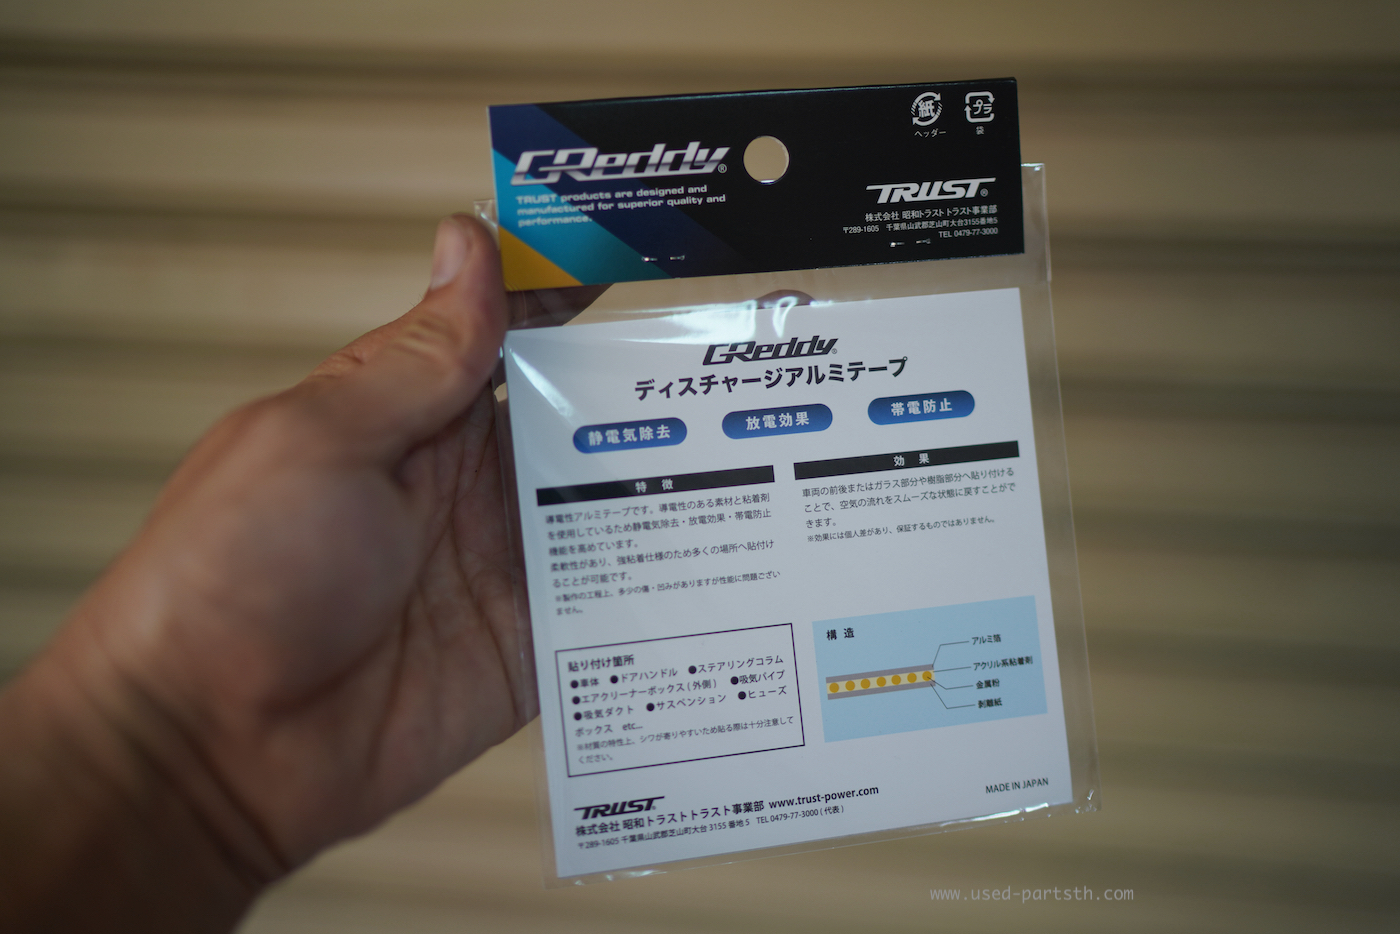 紙
ヘッダー
プラ
袋
GReddy®
TRUST products are designed and
manufactured for superior quality and
performance.
TRUST®
株式会社 昭和トラスト トラスト事業部
〒289-1605 千葉県山武郡芝山町大台3155番地5
TEL 0479-77-3000
GReddy®
ディスチャージアルミテープ
静電気除去
放電効果
帯電防止
特 徴
導電性アルミテープです。導電性のある素材と粘着剤
を使用しているため静電気除去・放電効果・帯電防止
機能を高めています。
柔軟性があり、強粘着仕様のため多くの場所へ貼付け
ることが可能です。
※製作の工程上、多少の傷・凹みがありますが性能に問題ござい
ません。
効 果
車両の前後またはガラス部分や樹脂部分へ貼り付ける
ことで、空気の流れをスムーズな状態に戻すことがで
きます。
※効果には個人差があり、保証するものではありません。
貼り付け箇所
●車体 ●ドアハンドル ●ステアリングコラム
●エアクリーナーボックス(外側) ●吸気パイプ
●吸気ダクト ●サスペンション ●ヒューズ
ボックス etc...
※材質の特性上、シワが寄りやすいため貼る際は十分注意して
ください。
構 造
アルミ箔
アクリル系粘着剤
金属粉
剥離紙
TRUST®
株式会社 昭和トラストトラスト事業部 www.trust-power.com
〒289-1605 千葉県山武郡芝山町大台 3155 番地 5 TEL 0479-77-3000 (代表)
MADE IN JAPAN
www.used-partsth.com